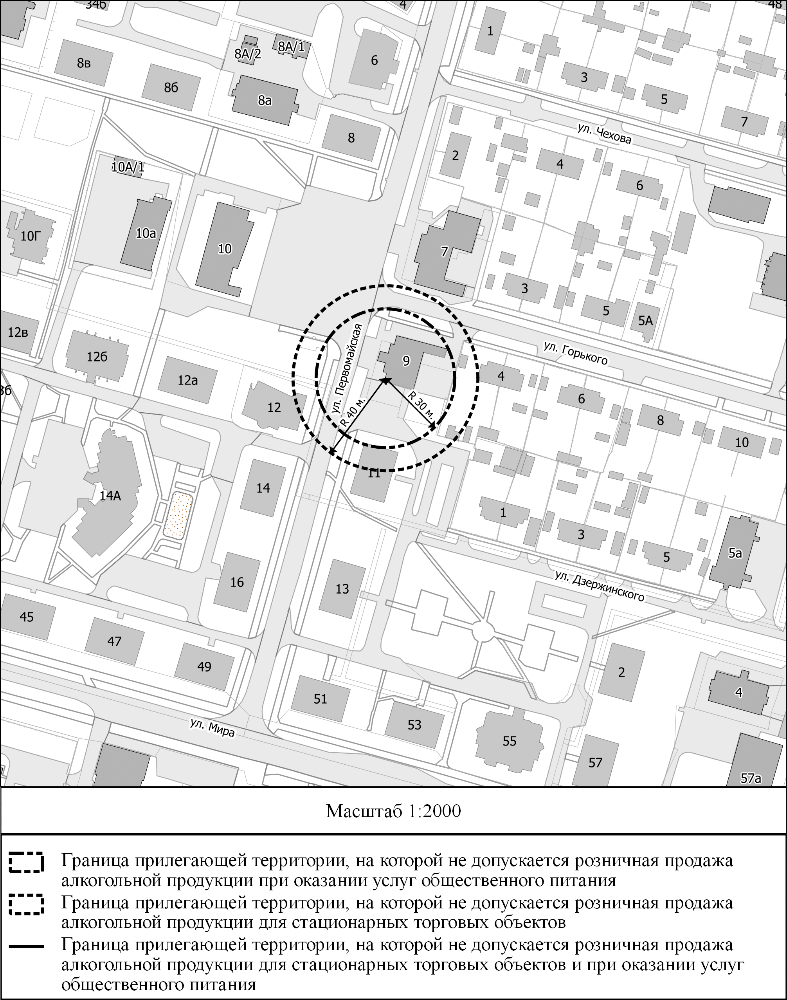 34б
4
48
1
8А/2
8А/1
6
8в
3
8б
5
8а
7
8
ул. Чехова
2
4
10А/1
6
10а
10Г
10
7
3
5
5А
12в
12б
ул. Первомайская
9
ул. Горького
12а
4
3б
12
R 40 м.
R 30 м.
6
8
10
11
14
14А
1
3
5а
5
16
13
ул. Дзержинского
45
47
49
2
51
4
53
ул. Мира
55
57
57а
Масштаб 1:2000
Граница прилегающей территории, на которой не допускается розничная продажа
алкогольной продукции при оказании услуг общественного питания
Граница прилегающей территории, на которой не допускается розничная продажа
алкогольной продукции для стационарных торговых объектов
Граница прилегающей территории, на которой не допускается розничная продажа
алкогольной продукции для стационарных торговых объектов и при оказании услуг
общественного питания